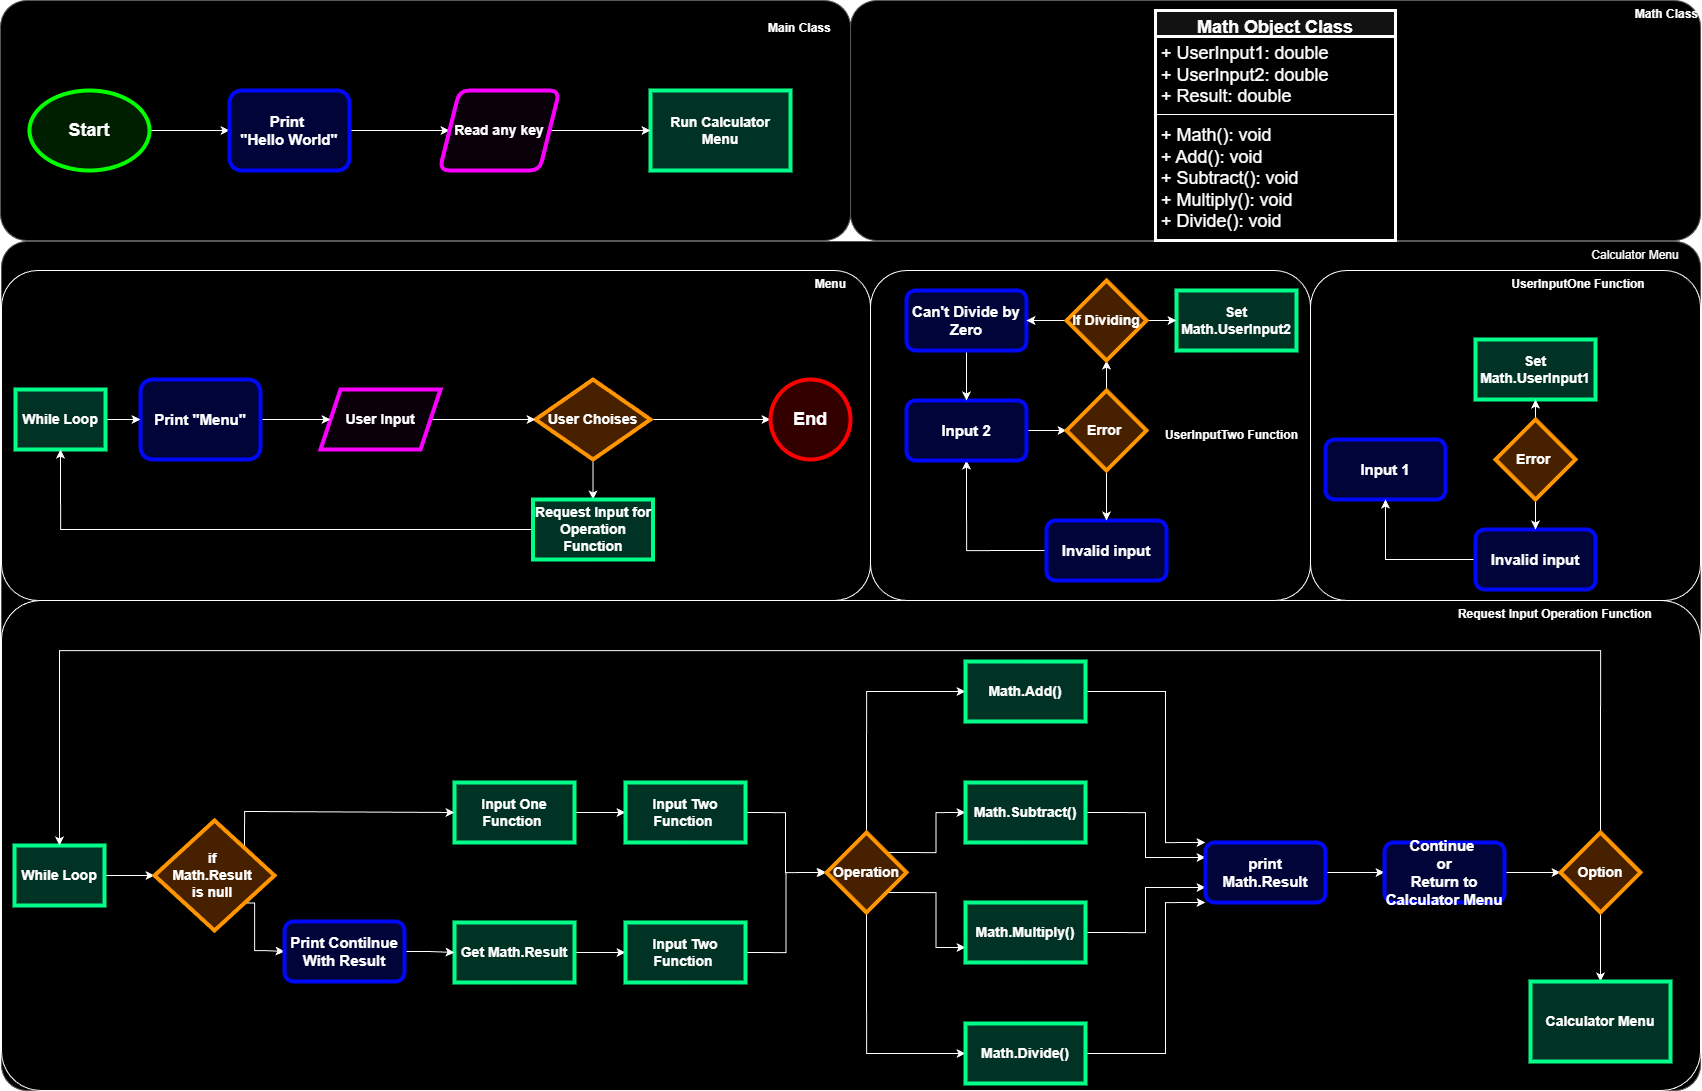 Main Class
Start
Print
"Hello World"
Read any key
Run Calculator
Menu
Math Class
Math Object Class
+ UserInput1: double
+ UserInput2: double
+ Result: double
+ Math(): void
+ Add(): void
+ Subtract(): void
+ Multiply(): void
+ Divide(): void
Calculator Menu
Menu
While Loop
Print "Menu"
User Input
User Choises
End
Request Input for
Operation
Function
Can't Divide by
Zero
If Dividing
Set
Math.UserInput2
Input 2
Error
UserInputTwo Function
Invalid input
UserInputOne Function
Set
Math.UserInput1
Input 1
Error
Invalid input
Request Input Operation Function
While Loop
if
Math.Result
is null
Input One
Function
Input Two
Function
Print Contilnue
With Result
Get Math.Result
Input Two
Function
Operation
Math.Add()
Math.Subtract()
Math.Multiply()
Math.Divide()
print
Math.Result
Continue
or
Return to
Calculator Menu
Option
Calculator Menu